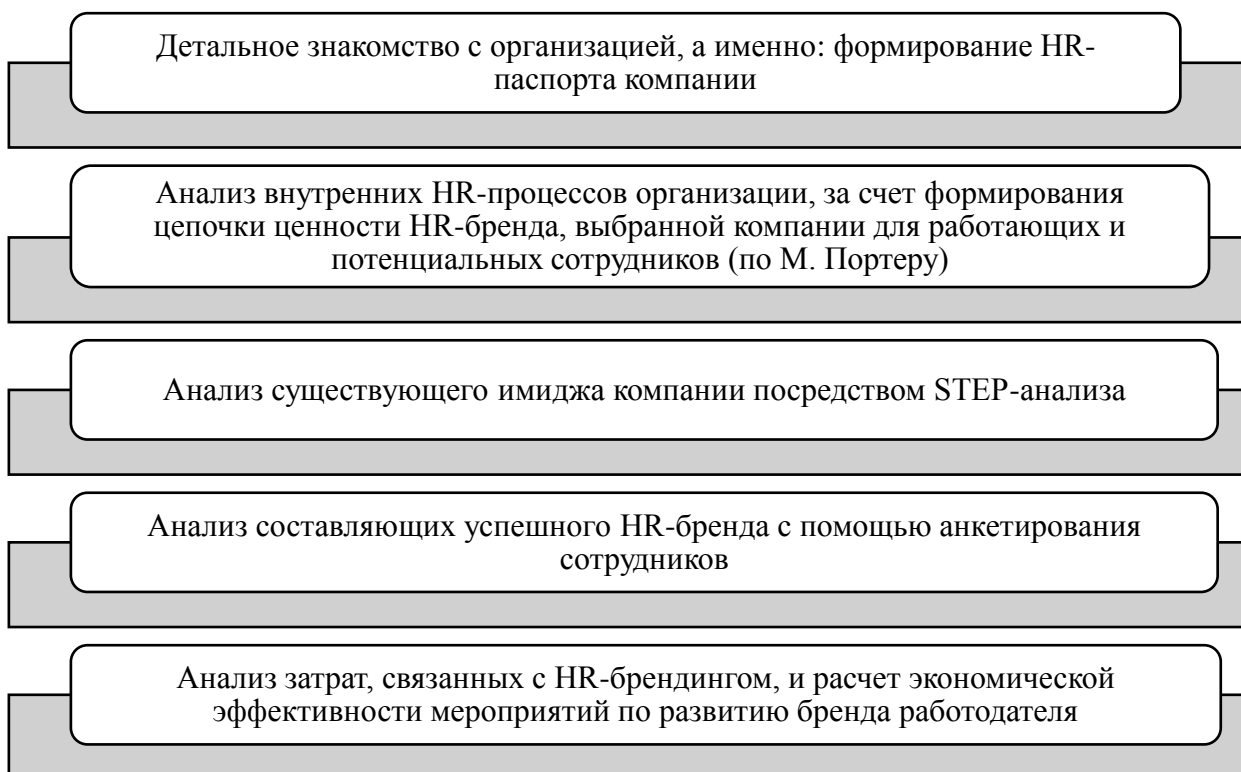 Детальное знакомство с организацией, а именно: формирование HR-
паспорта компании
Анализ внутренних HR-процессов организации, за счет формирования
цепочки ценности HR-бренда, выбранной компании для работающих и
потенциальных сотрудников (по М. Портеру)
Анализ существующего имиджа компании посредством STEP-анализа
Анализ составляющих успешного HR-бренда с помощью анкетирования
сотрудников
Анализ затрат, связанных с HR-брендингом, и расчет экономической
эффективности мероприятий по развитию бренда работодателя